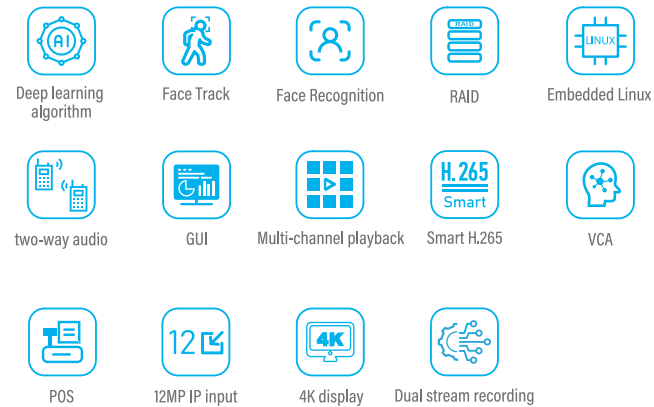 AI
RAID
LINUX
Deep learning
algorithm
Face Track
Face Recognition
RAID
Embedded Linux
H.265
Smart
two-way audio
GUI
Multi-channel playback
Smart H.265
VCA
12
4K
POS
12MP IP input
4K display
Dual stream recording